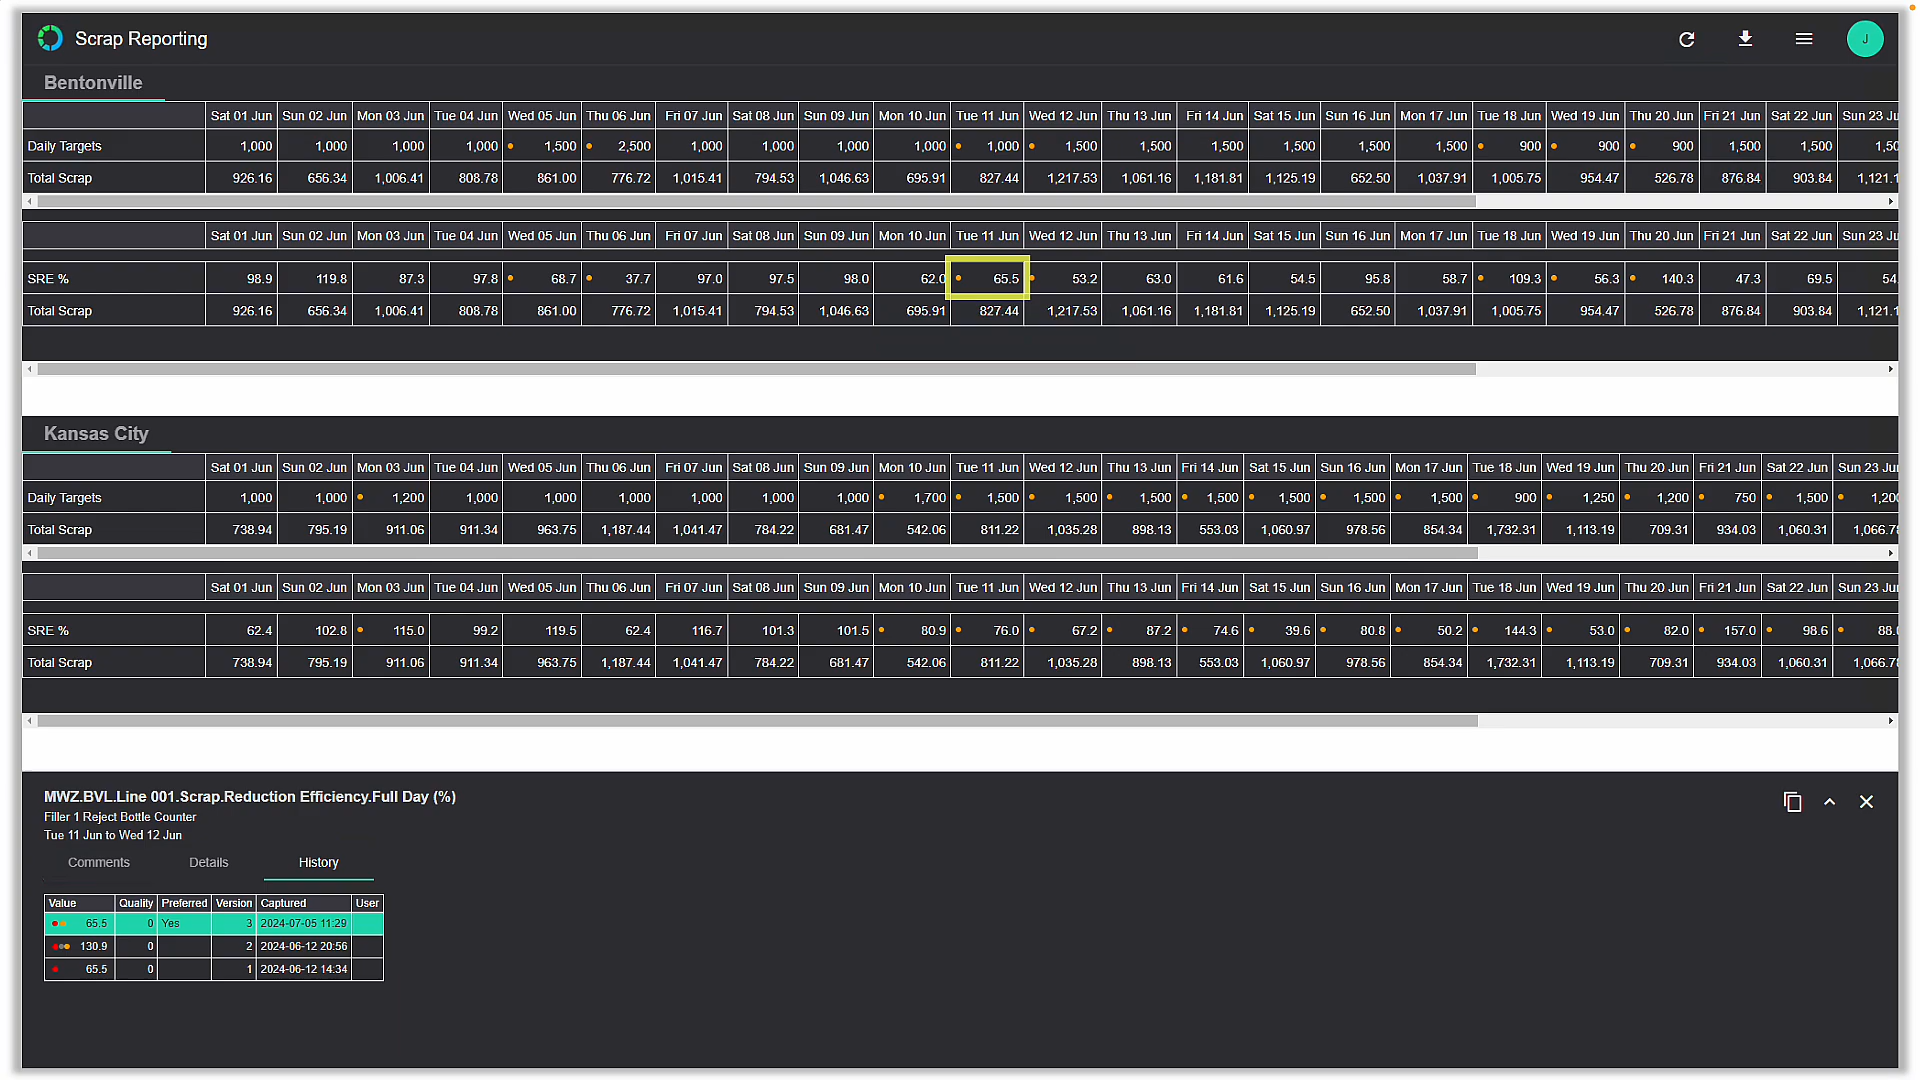 Scrap Reporting
J
Bentonville
Sat 01 Jun Sun 02 Jun Mon 03 Jun Tue 04 Jun Wed 05 Jun Thu 06 Jun Fri 07 Jun Sat 08 Jun Sun 09 Jun Mon 10 Jun Tue 11 Jun Wed 12 Jun Thu 13 Jun Fri 14 Jun Sat 15 Jun Sun 16 Jun Mon 17 Jun Tue 18 Jun Wed 19 Jun Thu 20 Jun Fri 21 Jun Sat 22 Jun Sun 23
Daily Targets 1,000 1,000 1,000 1,000 1,500 2,500 1,000 1,000 1,000 1,000 1,000 1,500 1,500 1,500 1,500 1,500 1,500 900 900 900 1,500 1,500
Total Scrap 926.16 656.34 1,006.41 808.78 861.00 776.72 1,015.41 794.53 1,046.63 695.91 827.44 1,217.53 1,061.16 1,181.81 1,125.19 652.50 1,037.91 1,005.75 954.47 526.78 876.84 903.84
Sat 01 Jun Sun 02 Jun Mon 03 Jun Tue 04 Jun Wed 05 Jun Thu 06 Jun Fri 07 Jun Sat 08 Jun Sun 09 Jun Mon 10 Jun Tue 11 Jun Wed 12 Jun Thu 13 Jun Fri 14 Jun Sat 15 Jun Sun 16 Jun Mon 17 Jun Tue 18 Jun Wed 19 Jun Thu 20 Jun Fri 21 Jun Sat 22 Jun Sun 23
SRE % 98.9 119.8 87.3 97.8 68.7 37.7 97.0 97.5 98.0 62.0 65.5 53.2 63.0 61.6 54.5 95.8 58.7 109.3 56.3 140.3 47.3 69.5
Total Scrap 926.16 656.34 1,006.41 808.78 861.00 776.72 1,015.41 794.53 1,046.63 695.91 827.44 1,217.53 1,061.16 1,181.81 1,125.19 652.50 1,037.91 1,005.75 954.47 526.78 876.84 903.84
Kansas City
Sat 01 Jun Sun 02 Jun Mon 03 Jun Tue 04 Jun Wed 05 Jun Thu 06 Jun Fri 07 Jun Sat 08 Jun Sun 09 Jun Mon 10 Jun Tue 11 Jun Wed 12 Jun Thu 13 Jun Fri 14 Jun Sat 15 Jun Sun 16 Jun Mon 17 Jun Tue 18 Jun Wed 19 Jun Thu 20 Jun Fri 21 Jun Sat 22 Jun Sun 23 Jun
Daily Targets 1,000 1,000 1,200 1,000 1,000 1,000 1,000 1,000 1,000 1,700 1,500 1,500 1,500 1,500 1,500 1,500 1,500 900 1,250 1,200 750 1,500 1,200
Total Scrap 738.94 795.19 911.06 911.34 963.75 1,187.44 1,041.47 784.22 681.47 542.06 811.22 1,035.28 898.13 553.03 1,060.97 978.56 854.34 1,732.31 1,113.19 709.31 934.03 1,060.31 1,066.78
Sat 01 Jun Sun 02 Jun Mon 03 Jun Tue 04 Jun Wed 05 Jun Thu 06 Jun Fri 07 Jun Sat 08 Jun Sun 09 Jun Mon 10 Jun Tue 11 Jun Wed 12 Jun Thu 13 Jun Fri 14 Jun Sat 15 Jun Sun 16 Jun Mon 17 Jun Tue 18 Jun Wed 19 Jun Thu 20 Jun Fri 21 Jun Sat 22 Jun Sun 23 Jun
SRE % 62.4 102.8 115.0 99.2 119.5 62.4 116.7 101.3 101.5 80.9 76.0 67.2 87.2 74.6 39.6 80.8 50.2 144.3 53.0 82.0 157.0 98.6 88.0
Total Scrap 738.94 795.19 911.06 911.34 963.75 1,187.44 1,041.47 784.22 681.47 542.06 811.22 1,035.28 898.13 553.03 1,060.97 978.56 854.34 1,732.31 1,113.19 709.31 934.03 1,060.31 1,066.78
MWZ.BVL.Line 001.Scrap.Reduction Efficiency.Full Day (%)
Filler 1 Reject Bottle Counter
Tue 11 Jun to Wed 12 Jun
Comments Details History
Value Quality Preferred Version Captured User
65.5 0 Yes 3 2024-07-05 11:29
130.9 0 2 2024-06-12 20:56
65.5 0 1 2024-06-12 14:34